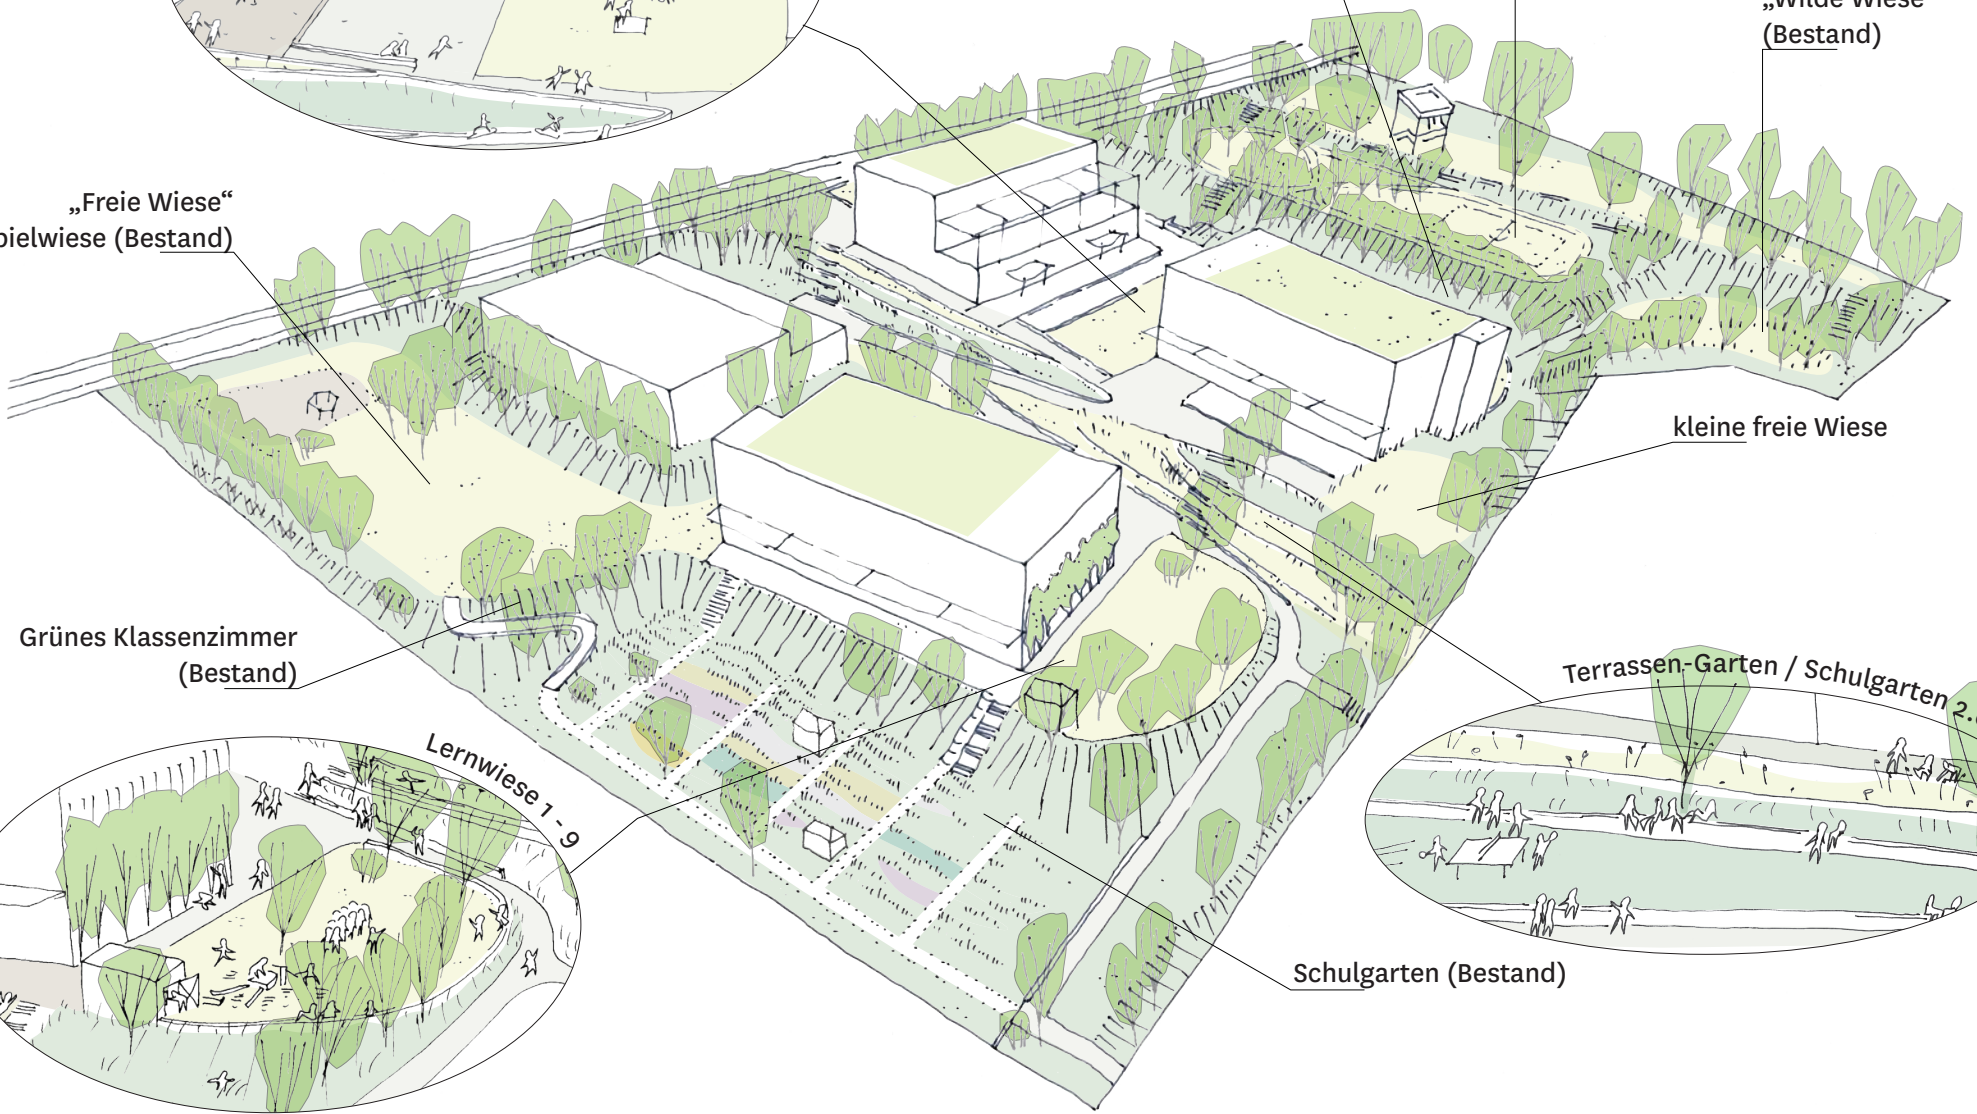 „Wilde Wiese
(Bestand)
„Freie Wiese“
pielwiese (Bestand)
kleine freie Wiese
Grünes Klassenzimmer
(Bestand)
Terrassen-Garten / Schulgarten 2.
Lernwiese 1 - 9
Schulgarten (Bestand)